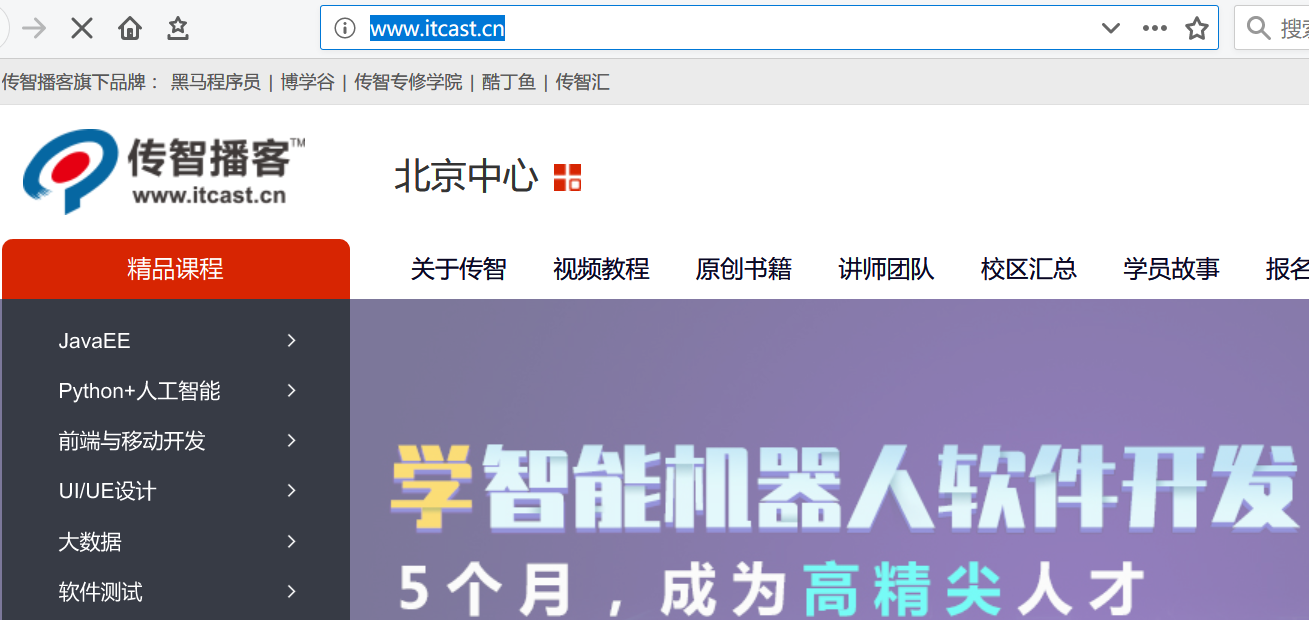 www.itcast.cn
搜索
传智播客旗下品牌： 黑马程序员 | 博学谷 | 传智专修学院 | 酷丁鱼 | 传智汇
传智播客™
www.itcast.cn
北京中心
精品课程 关于传智 视频教程 原创书籍 讲师团队 校区汇总 学员故事 报名
JavaEE
Python+人工智能
前端与移动开发
UI/UE设计
大数据
软件测试
学智能机器人软件开发
5个月，成为高精尖人才